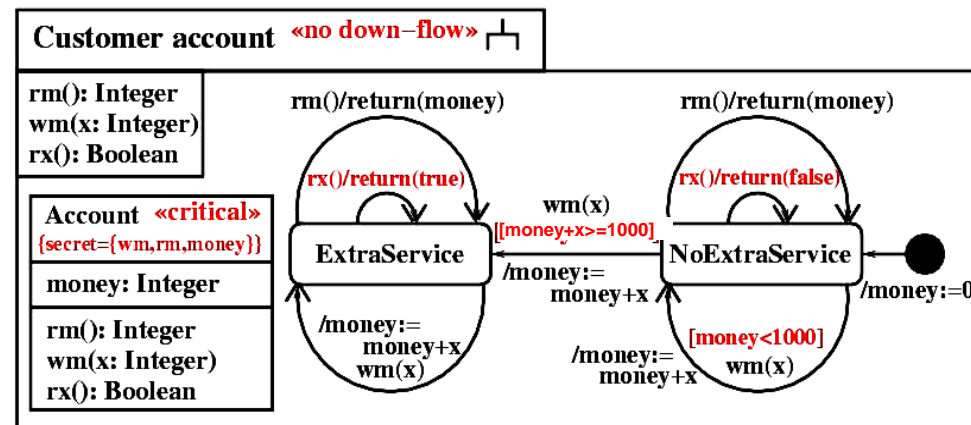 Customer account «no down-flow»
rm(): Integer
wm(x: Integer)
rx(): Boolean
Account «critical»
{secret={wm,rm,money}}
money: Integer
rm(): Integer
wm(x: Integer)
rx(): Boolean
rm()/return(money)
rx()/return(true)
ExtraService
/money:=
money+x
wm(x)
wm(x)
[[money+x>=1000]
/money:=
money+x
rm()/return(money)
rx()/return(false)
NoExtraService
/money:=0
[money<1000]
wm(x)
/money:=
money+x